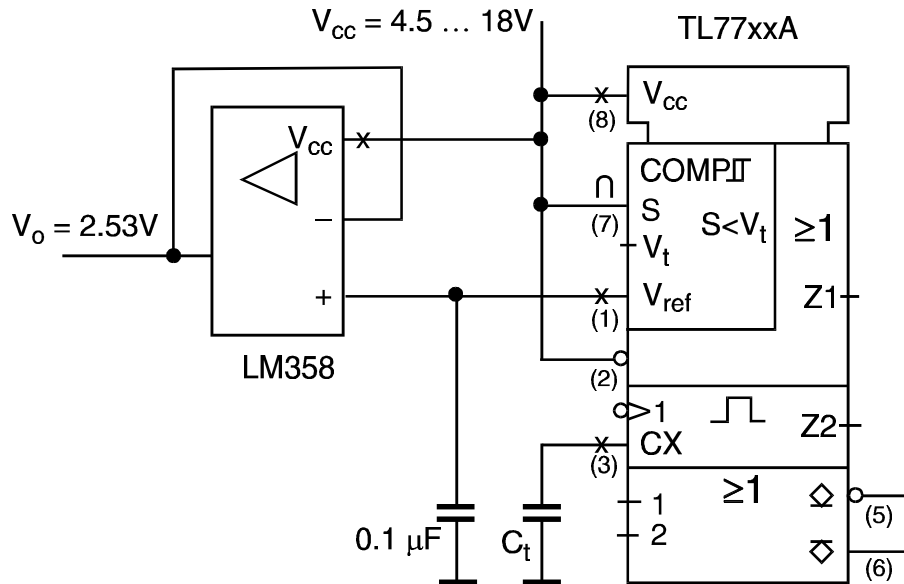 Vcc = 4.5 ... 18V
TL77xxA
Vcc
(8)
Vcc
COMP
S
(7)
S<Vt
≥1
Vo = 2.53V
–
Vt
+
Vref
(1)
Z1
LM358
(2)
1
Z2
CX
(3)
≥1
1
(5)
0.1 µF
Ct
2
(6)